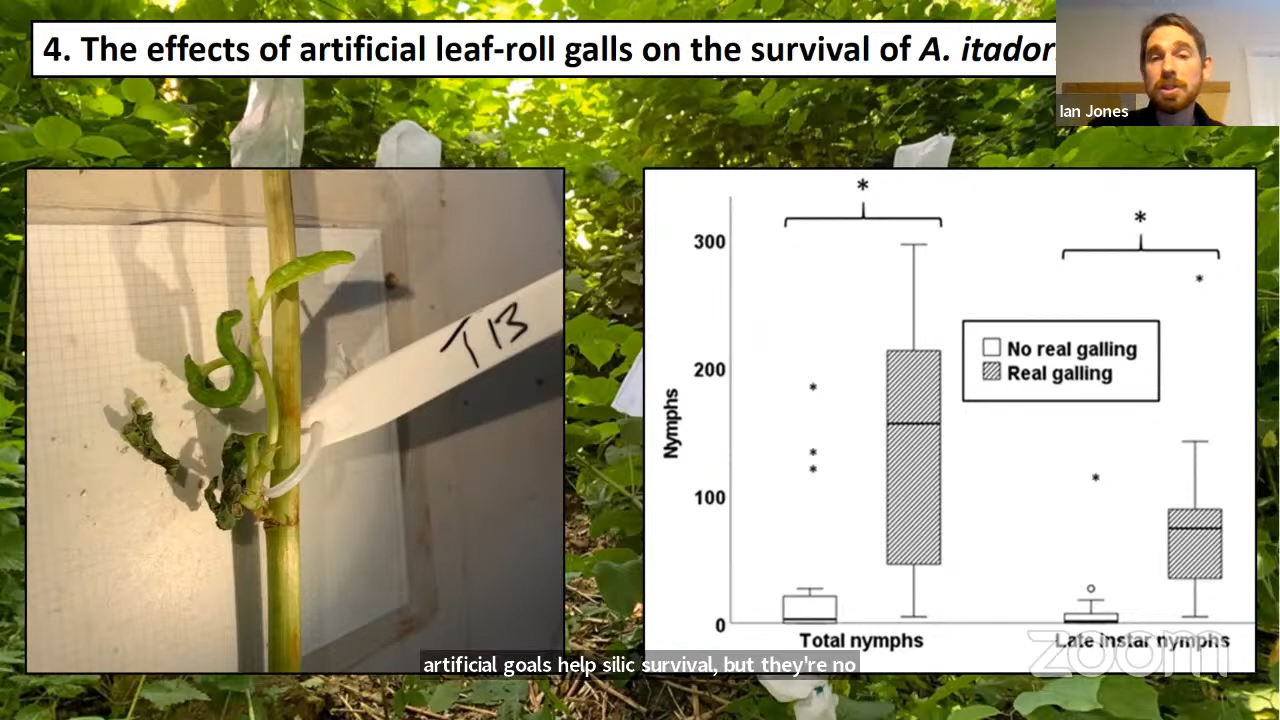 4. The effects of artificial leaf-roll galls on the survival of A. itador
Ian Jones
T13
*
*
300
200
100
0
Nymphs
No real galling
Real galling
Total nymphs
Late instar nymphs
zoom
artificial goals help silic survival, but they're no